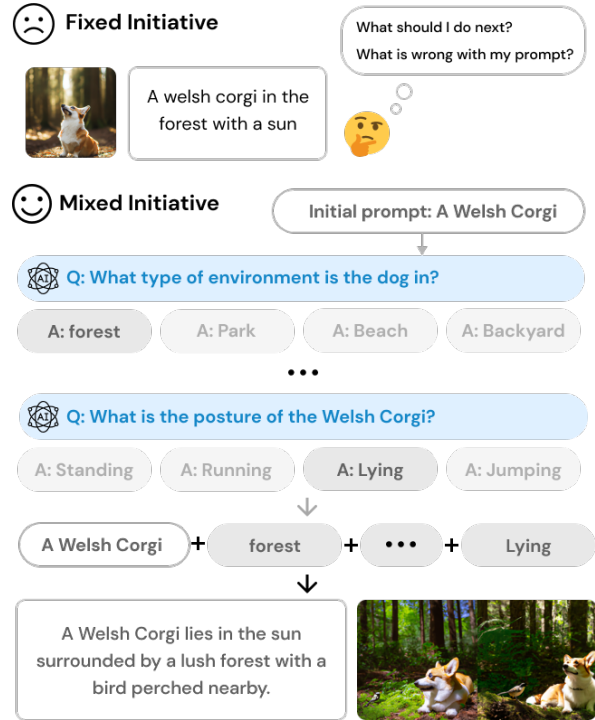 Fixed Initiative
What should I do next?
What is wrong with my prompt?
A welsh corgi in the
forest with a sun
Mixed Initiative
Initial prompt: A Welsh Corgi
AI
Q: What type of environment is the dog in?
A: forest
A: Park
A: Beach
A: Backyard
•••
AI
Q: What is the posture of the Welsh Corgi?
A: Standing
A: Running
A: Lying
A: Jumping
A Welsh Corgi + forest + ••• + Lying
A Welsh Corgi lies in the sun
surrounded by a lush forest with a
bird perched nearby.